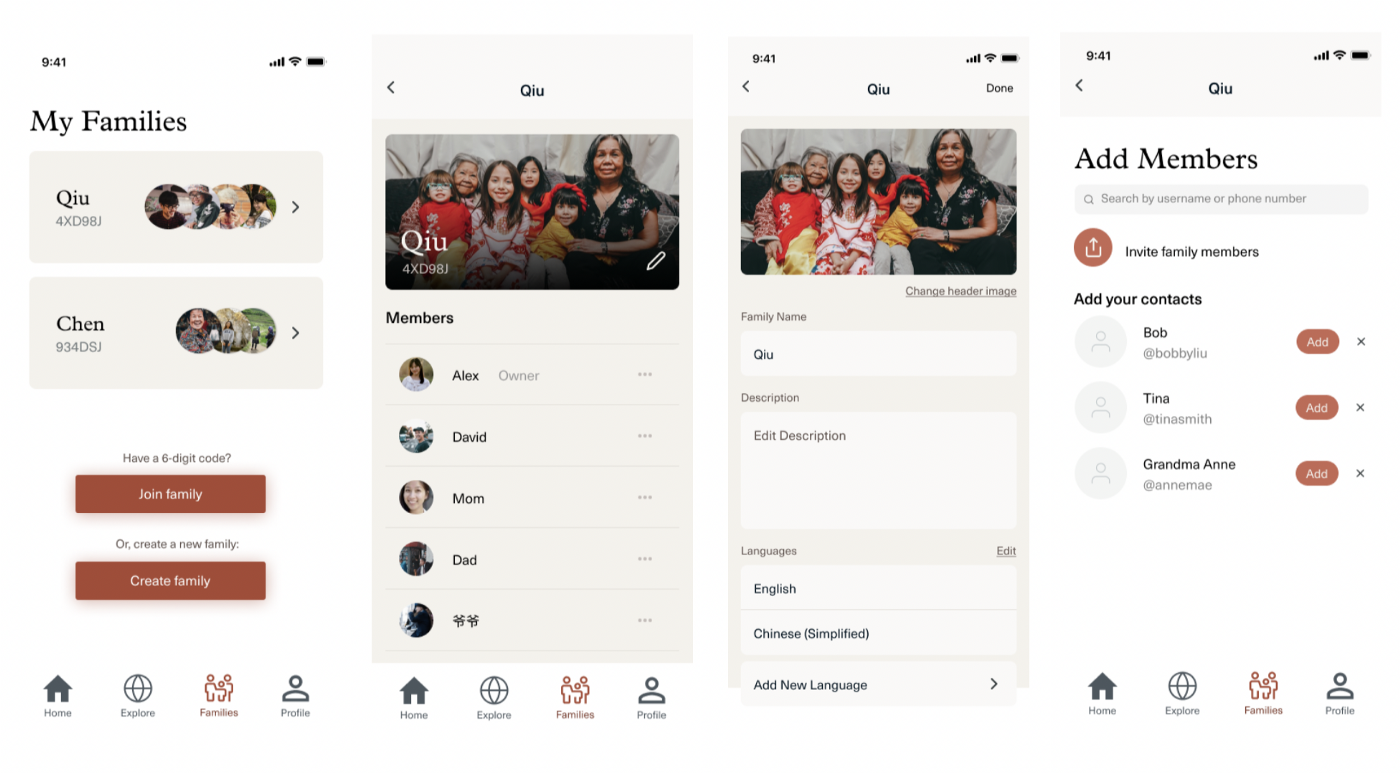 9:41
My Families
Qiu
4XD98J
Chen
934DSJ
Have a 6-digit code?
Join family
Or, create a new family:
Create family
Home Explore Families Profile
Qiu
Qiu
4XD98J
Members
Alex Owner
David
Mom
Dad
爷爷
Home Explore Families Profile
9:41
Qiu Done
Change header image
Family Name
Qiu
Description
Edit Description
Languages Edit
English
Chinese (Simplified)
Add New Language
9:41
Qiu
Add Members
Search by username or phone number
Invite family members
Add your contacts
Bob
@bobbyliu
Add
Tina
@tinasmith
Add
Grandma Anne
@annemae
Add
Home Explore Families Profile